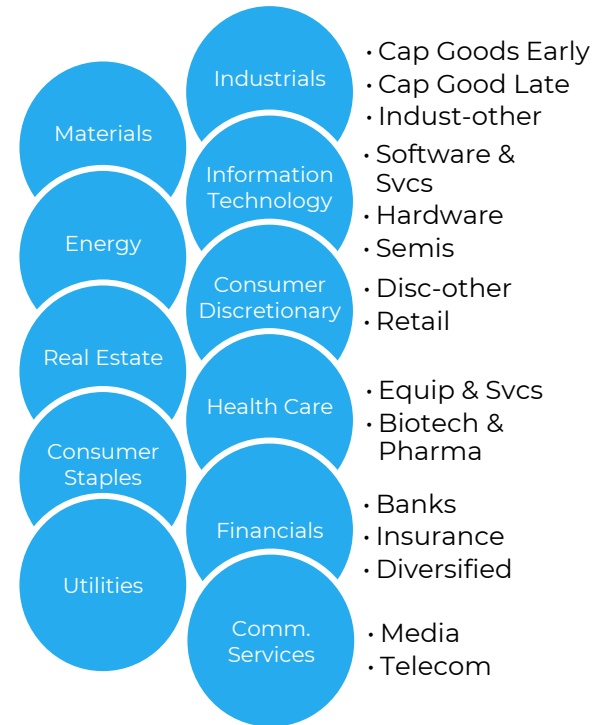 Materials
Energy
Real Estate
Consumer
Staples
Utilities
Industrials
· Cap Goods Early
· Cap Good Late
· Indust-other
Information
Technology
· Software &
Svcs
· Hardware
· Semis
Consumer
Discretionary
· Disc-other
· Retail
Health Care
· Equip & Svcs
· Biotech &
Pharma
Financials
· Banks
· Insurance
· Diversified
Comm.
Services
· Media
· Telecom